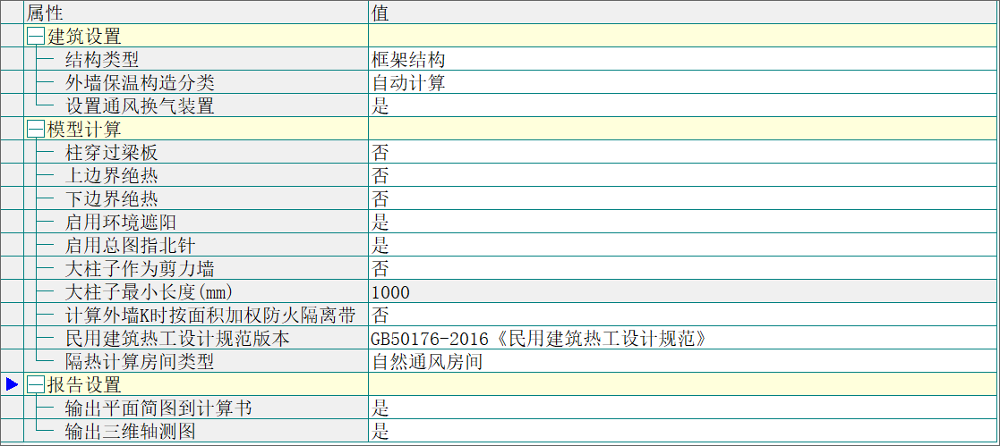 属性 值
建筑设置
结构类型 框架结构
外墙保温构造分类 自动计算
设置通风换气装置 是
模型计算
柱穿过梁板 否
上边界绝热 否
下边界绝热 否
启用环境遮阳 是
启用总图指北针 是
大柱子作为剪力墙 否
大柱子最小长度(mm) 1000
计算外墙K时按面积加权防火隔离带 否
民用建筑热工设计规范版本 GB50176-2016《民用建筑热工设计规范》
隔热计算房间类型 自然通风房间
报告设置
输出平面简图到计算书 是
输出三维轴测图 是